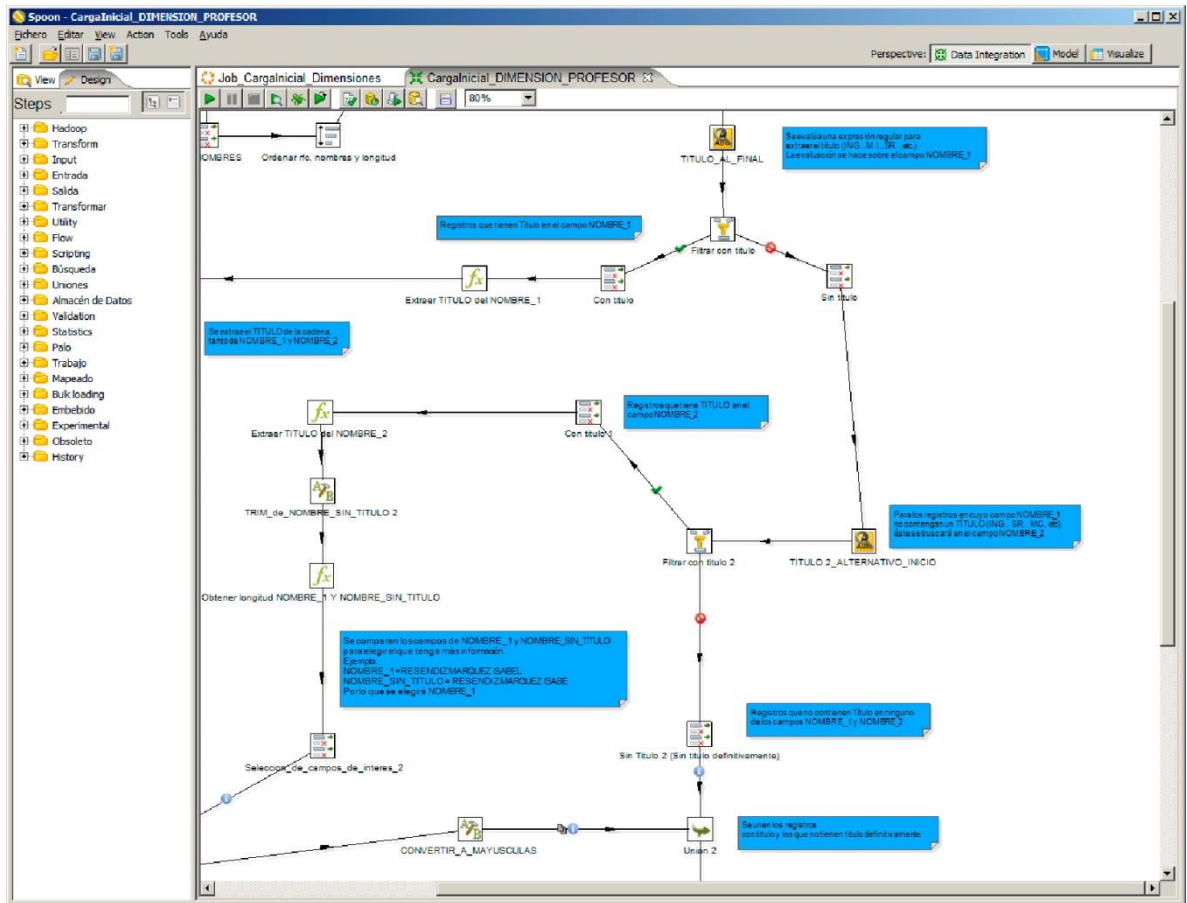 Spoon - CargaInicial_DIMENSION_PROFESOR
Fichero Editar View Action Tools Ayuda
Perspective: Data Integration Model Visualize
View Design
Job_CargaInicial_Dimensiones CargaInicial_DIMENSION_PROFESOR
Steps
80%
Hadoop
Transform
Input
Entrada
Salida
Transformar
Utility
Flow
Scripting
Búsqueda
Uniones
Almacén de Datos
Validation
Statistics
Palo
Trabajo
Mapeado
Bulk loading
Embebido
Experimental
Obsoleto
History
OMBRES
Ordenar rfc, nombres y longitud
TITULO_AL_FINAL
Se evalúa una expresión regular para
extraer el título (ING., M.I., SR., etc.)
La evaluación se hace sobre el campo NOMBRE_1
Registros que tienen Título en el campo NOMBRE_1
Filtrar con titulo
Extraer TITULO del NOMBRE_1
Con titulo
Sin titulo
Se extrae el TITULO de la cadena,
tanto de NOMBRE_1 y NOMBRE_2
Registros que tiene TITULO en el
campo NOMBRE_2
Extraer TITULO del NOMBRE_2
Con titulo 1
TRIM_de_NOMBRE_SIN_TITULO 2
Para los registros en cuyo campo NOMBRE_1
no contengan un TITULO (ING., SR., MC, etc).
éste se buscará en el campo NOMBRE_2
Filtrar con titulo 2
TITULO 2_ALTERNATIVO_INICIO
Obtener longitud NOMBRE_1 Y NOMBRE_SIN_TITULO
Se comparan los campos de NOMBRE_1 y NOMBRE_SIN_TITULO
para elegir el que tenga más información.
Ejemplo:
NOMBRE_1=RESENDIZ MARQUEZ ISABEL
NOMBRE_SIN_TITULO = RESENDIZ MARQUEZ ISABE
Por lo que se elegirá NOMBRE_1
Registros que no contienen Título en ninguno
de los campos NOMBRE_1 y NOMBRE_2
Sin Titulo 2 (Sin titulo definitivamente)
Seleccion_de_campos_de_interes_2
CONVERTIR_A_MAYUSCULAS
Union 2
Se unen los registros
con titulo y los que no tienen titulo definitivamente.